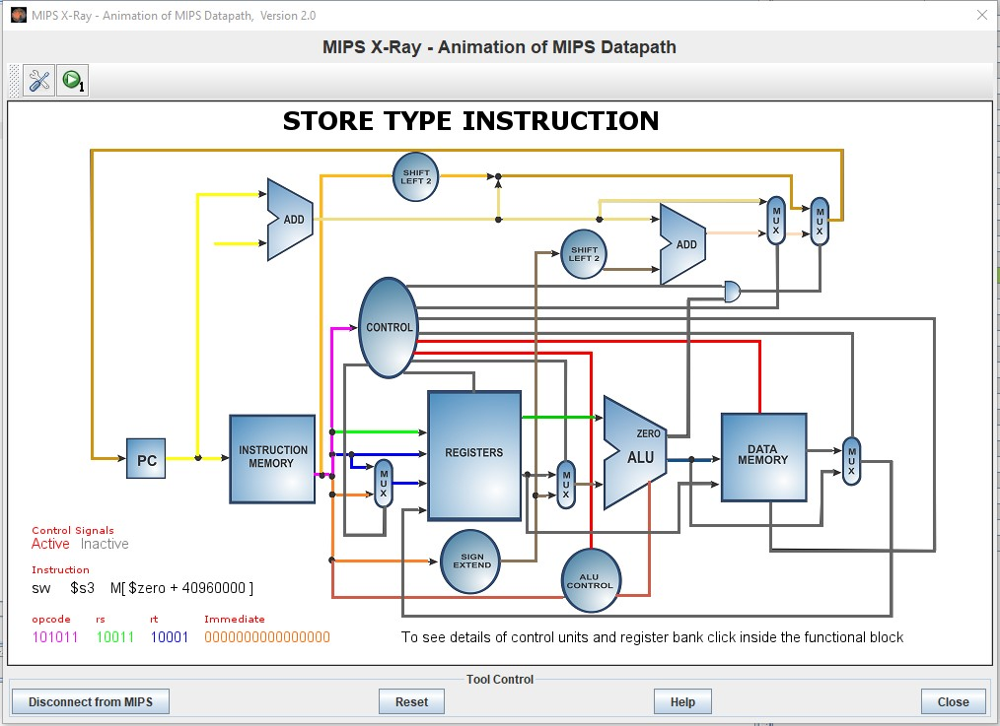 MIPS X-Ray - Animation of MIPS Datapath, Version 2.0
MIPS X-Ray - Animation of MIPS Datapath
1
STORE TYPE INSTRUCTION
SHIFT
LEFT 2
ADD
MUX
MUX
ADD
SHIFT
LEFT 2
CONTROL
INSTRUCTION
MEMORY
PC
REGISTERS
ZERO
ALU
DATA
MEMORY
MUX
MUX
MUX
SIGN
EXTEND
ALU
CONTROL
Control Signals
Active Inactive
Instruction
sw $s3 M[ $zero + 40960000 ]
opcode rs rt Immediate
101011 10011 10001 0000000000000000
To see details of control units and register bank click inside the functional block
Tool Control
Disconnect from MIPS Reset Help Close